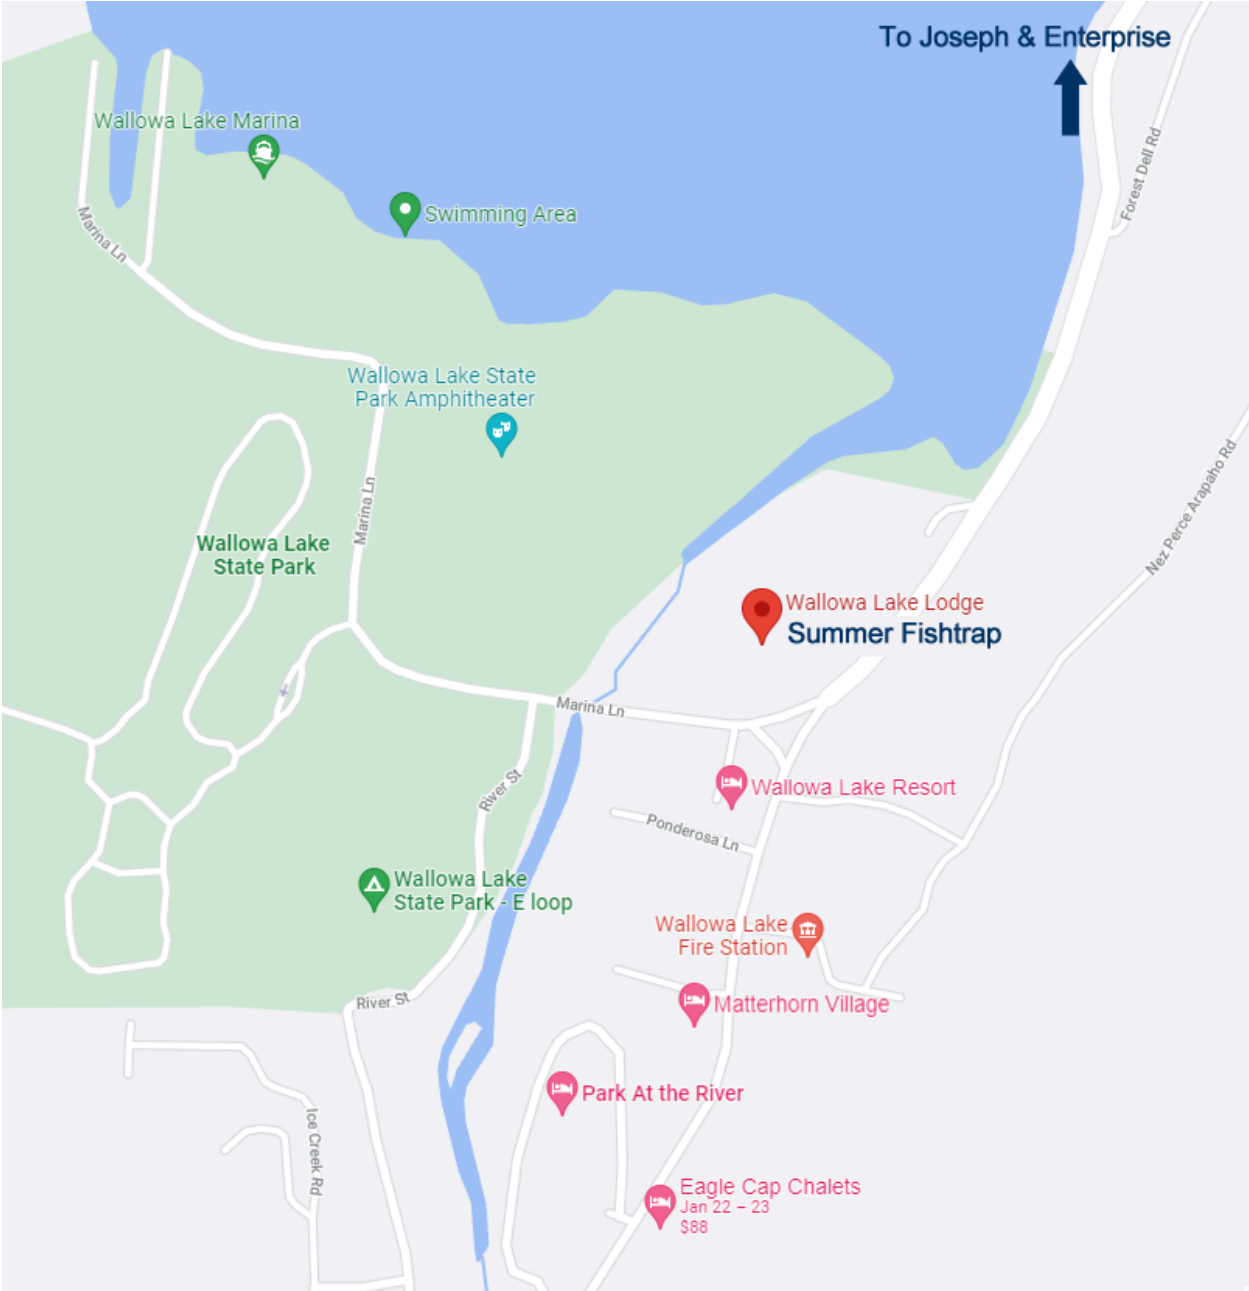 To Joseph & Enterprise
Wallowa Lake Marina
Forest Dell Rd
Swimming Area
Marina Ln
Wallowa Lake State
Park Amphitheater
Marina Ln
Nez Perce Arapaho Rd
Wallowa Lake
State Park
Wallowa Lake Lodge
Summer Fishtrap
Marina Ln
River St
Wallowa Lake Resort
Ponderosa Ln
Wallowa Lake
State Park - E loop
Wallowa Lake
Fire Station
River St
Matterhorn Village
Park At the River
Ice Creek Rd
Eagle Cap Chalets
Jan 22 – 23
$88